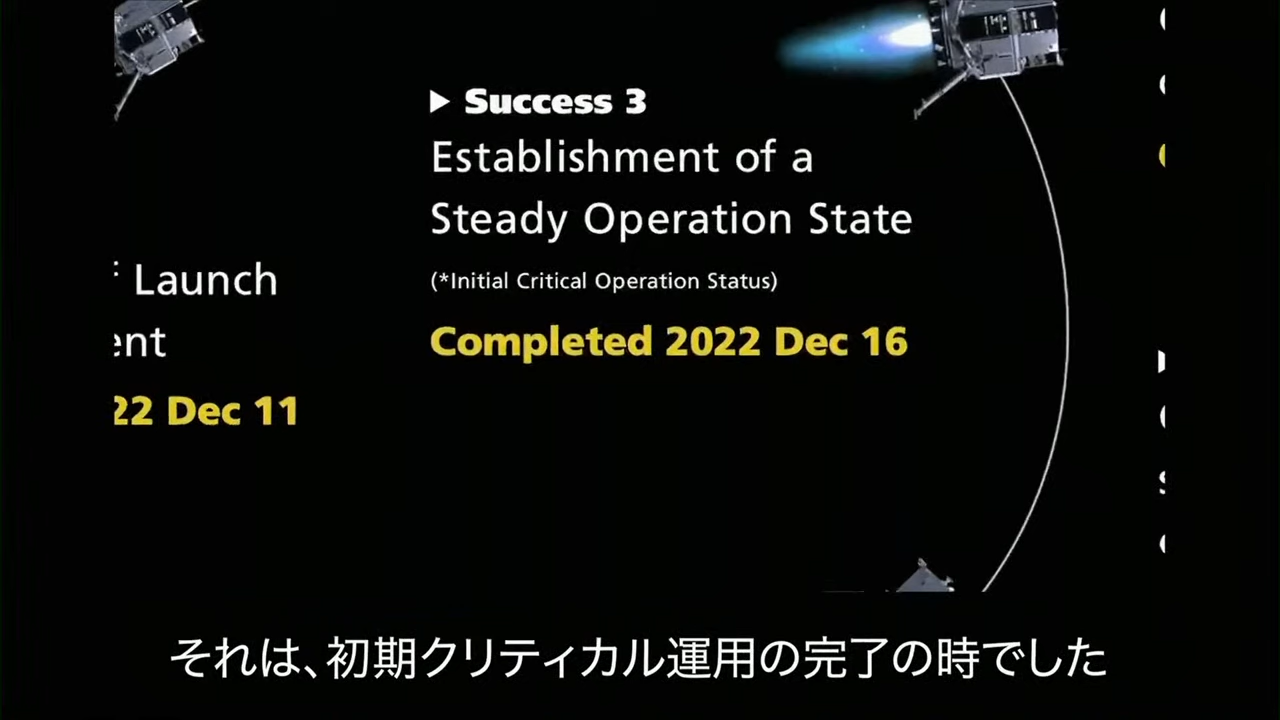 ▶ Success 3
Establishment of a
Steady Operation State
(*Initial Critical Operation Status)
Completed 2022 Dec 16
Launch
ent
22 Dec 11
それは、初期クリティカル運用の完了の時でした